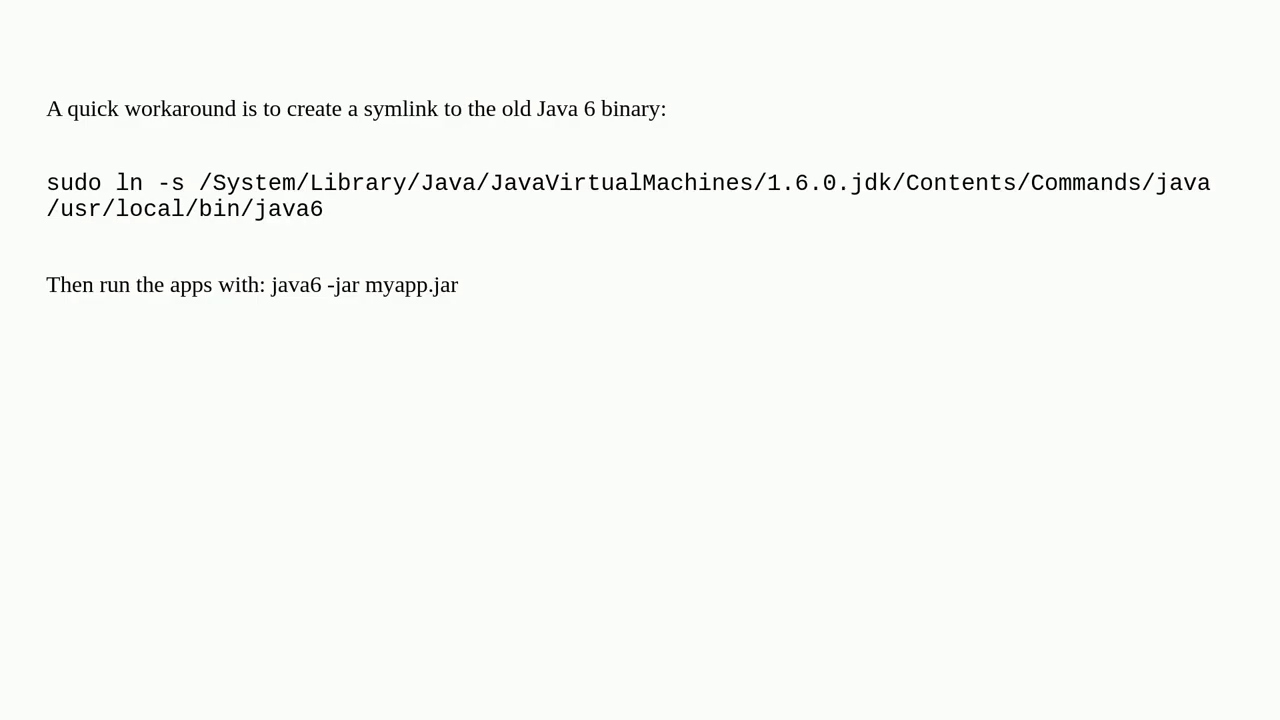 A quick workaround is to create a symlink to the old Java 6 binary:
sudo ln -s /System/Library/Java/JavaVirtualMachines/1.6.0.jdk/Contents/Commands/java
/usr/local/bin/java6
Then run the apps with: java6 -jar myapp.jar